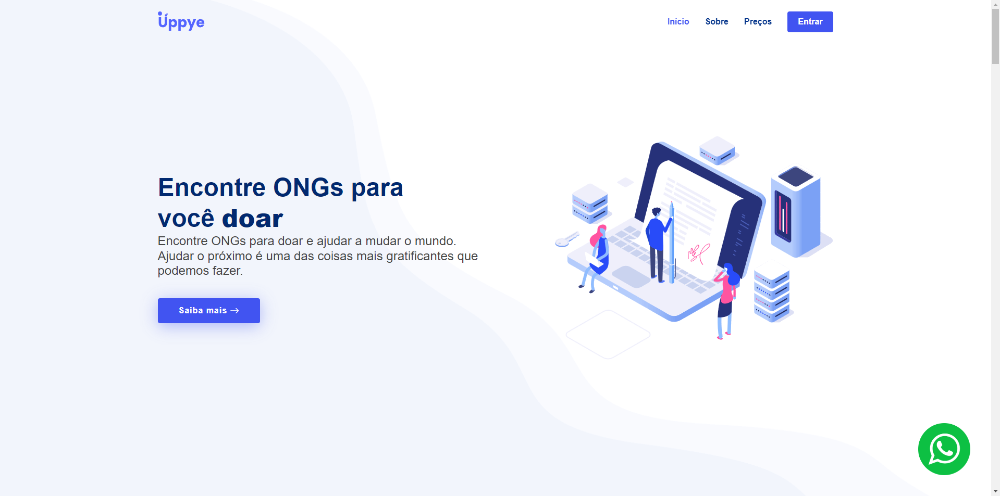 Uppye
Início
Sobre
Preços
Entrar
Encontre ONGs para
você doar
Encontre ONGs para doar e ajudar a mudar o mundo.
Ajudar o próximo é uma das coisas mais gratificantes que
podemos fazer.
Saiba mais →